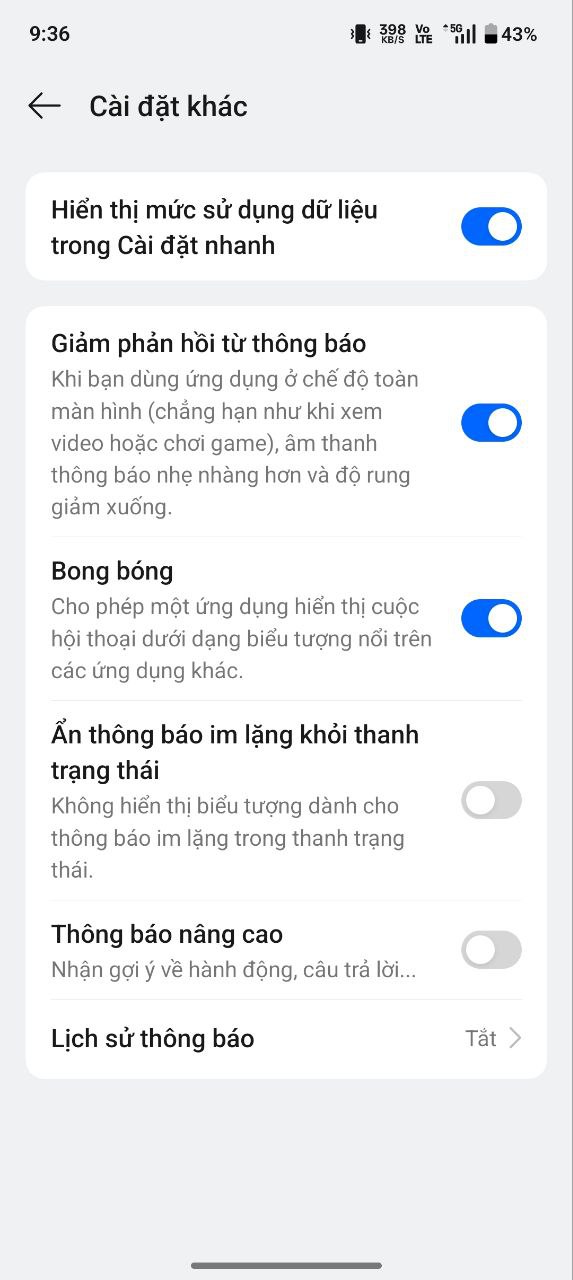 9:36 398 KB/S Vo LTE 5G 43%
Cài đặt khác
Hiển thị mức sử dụng dữ liệu
trong Cài đặt nhanh
Giảm phản hồi từ thông báo
Khi bạn dùng ứng dụng ở chế độ toàn
màn hình (chẳng hạn như khi xem
video hoặc chơi game), âm thanh
thông báo nhẹ nhàng hơn và độ rung
giảm xuống.
Bong bóng
Cho phép một ứng dụng hiển thị cuộc
hội thoại dưới dạng biểu tượng nổi trên
các ứng dụng khác.
Ẩn thông báo im lặng khỏi thanh
trạng thái
Không hiển thị biểu tượng dành cho
thông báo im lặng trong thanh trạng
thái.
Thông báo nâng cao
Nhận gợi ý về hành động, câu trả lời...
Lịch sử thông báo Tắt